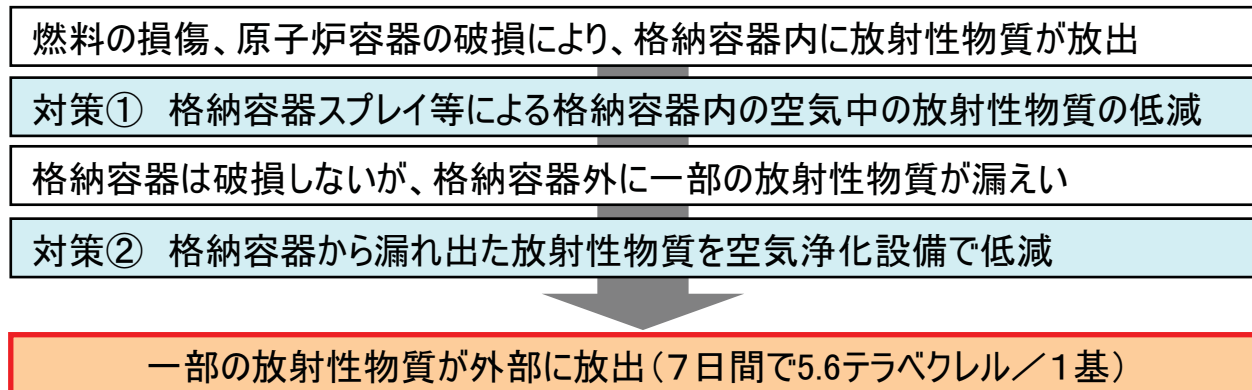 燃料の損傷、原子炉容器の破損により、格納容器内に放射性物質が放出
対策①　格納容器スプレイ等による格納容器内の空気中の放射性物質の低減
格納容器は破損しないが、格納容器外に一部の放射性物質が漏えい
対策②　格納容器から漏れ出た放射性物質を空気浄化設備で低減
一部の放射性物質が外部に放出（７日間で5.6テラベクレル／１基）